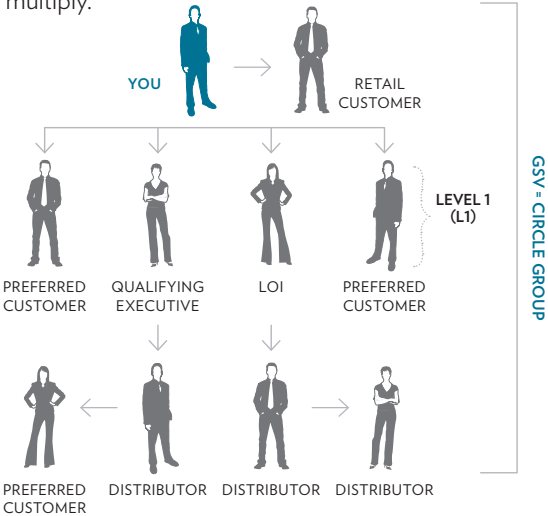 multiply.
YOU
RETAIL
CUSTOMER
LEVEL 1
(L1)
GSV = CIRCLE GROUP
PREFERRED
CUSTOMER
QUALIFYING
EXECUTIVE
LOI
PREFERRED
CUSTOMER
PREFERRED
CUSTOMER
DISTRIBUTOR
DISTRIBUTOR
DISTRIBUTOR